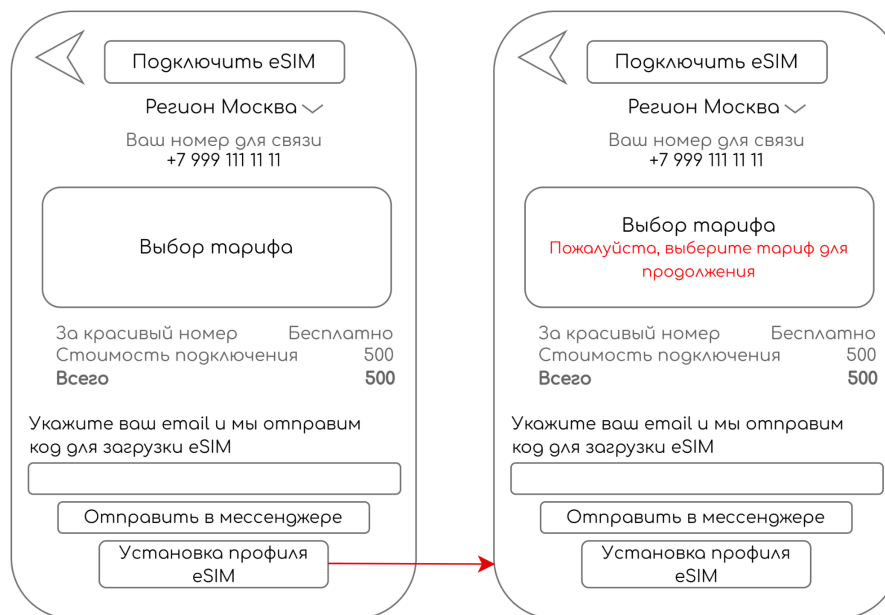 Подключить eSIM
Регион Москва
Ваш номер для связи
+7 999 111 11 11
Выбор тарифа
За красивый номер Бесплатно
Стоимость подключения 500
Всего 500
Укажите ваш email и мы отправим
код для загрузки eSIM
Отправить в мессенджере
Установка профиля
eSIM
Подключить eSIM
Регион Москва
Ваш номер для связи
+7 999 111 11 11
Выбор тарифа
Пожалуйста, выберите тариф для
продолжения
За красивый номер Бесплатно
Стоимость подключения 500
Всего 500
Укажите ваш email и мы отправим
код для загрузки eSIM
Отправить в мессенджере
Установка профиля
eSIM